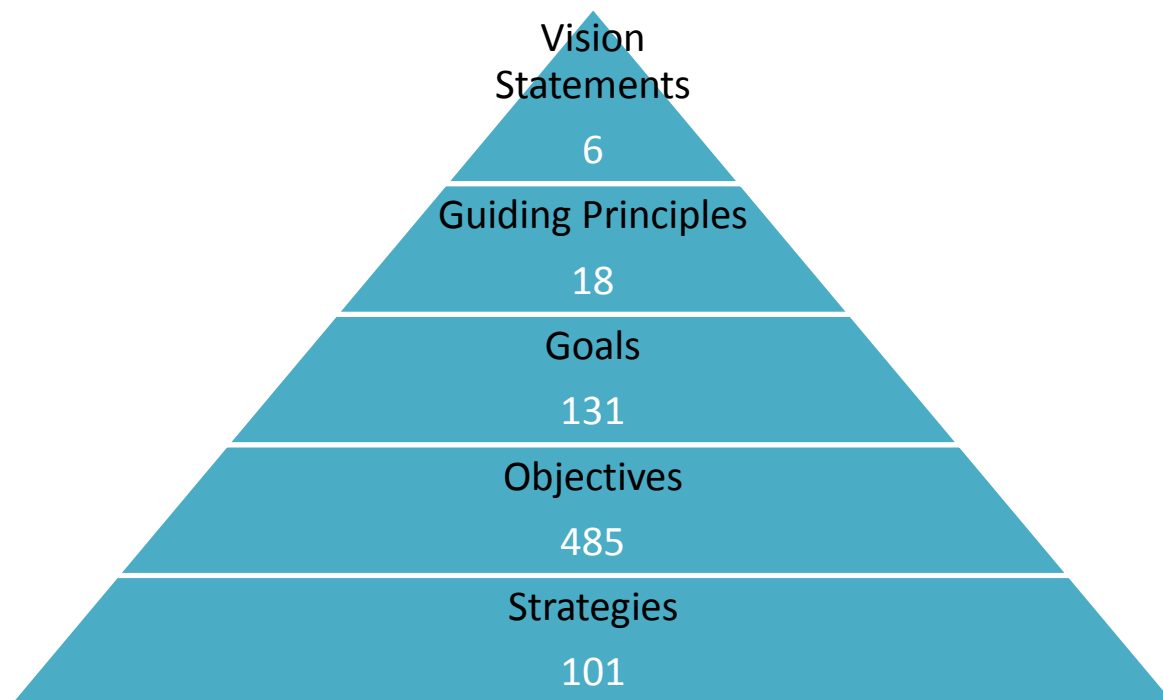 Vision
Statements
6
Guiding Principles
18
Goals
131
Objectives
485
Strategies
101